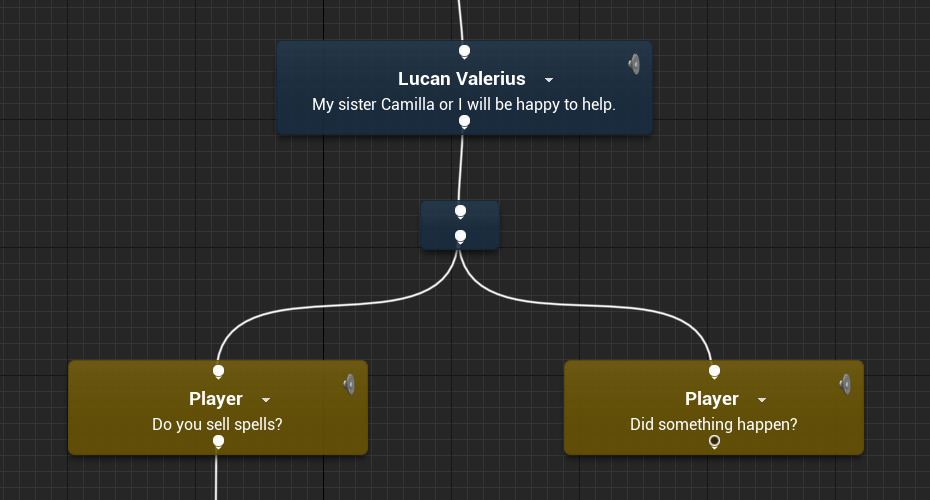 Lucan Valerius
My sister Camilla or I will be happy to help.
Player
Do you sell spells?
Player
Did something happen?